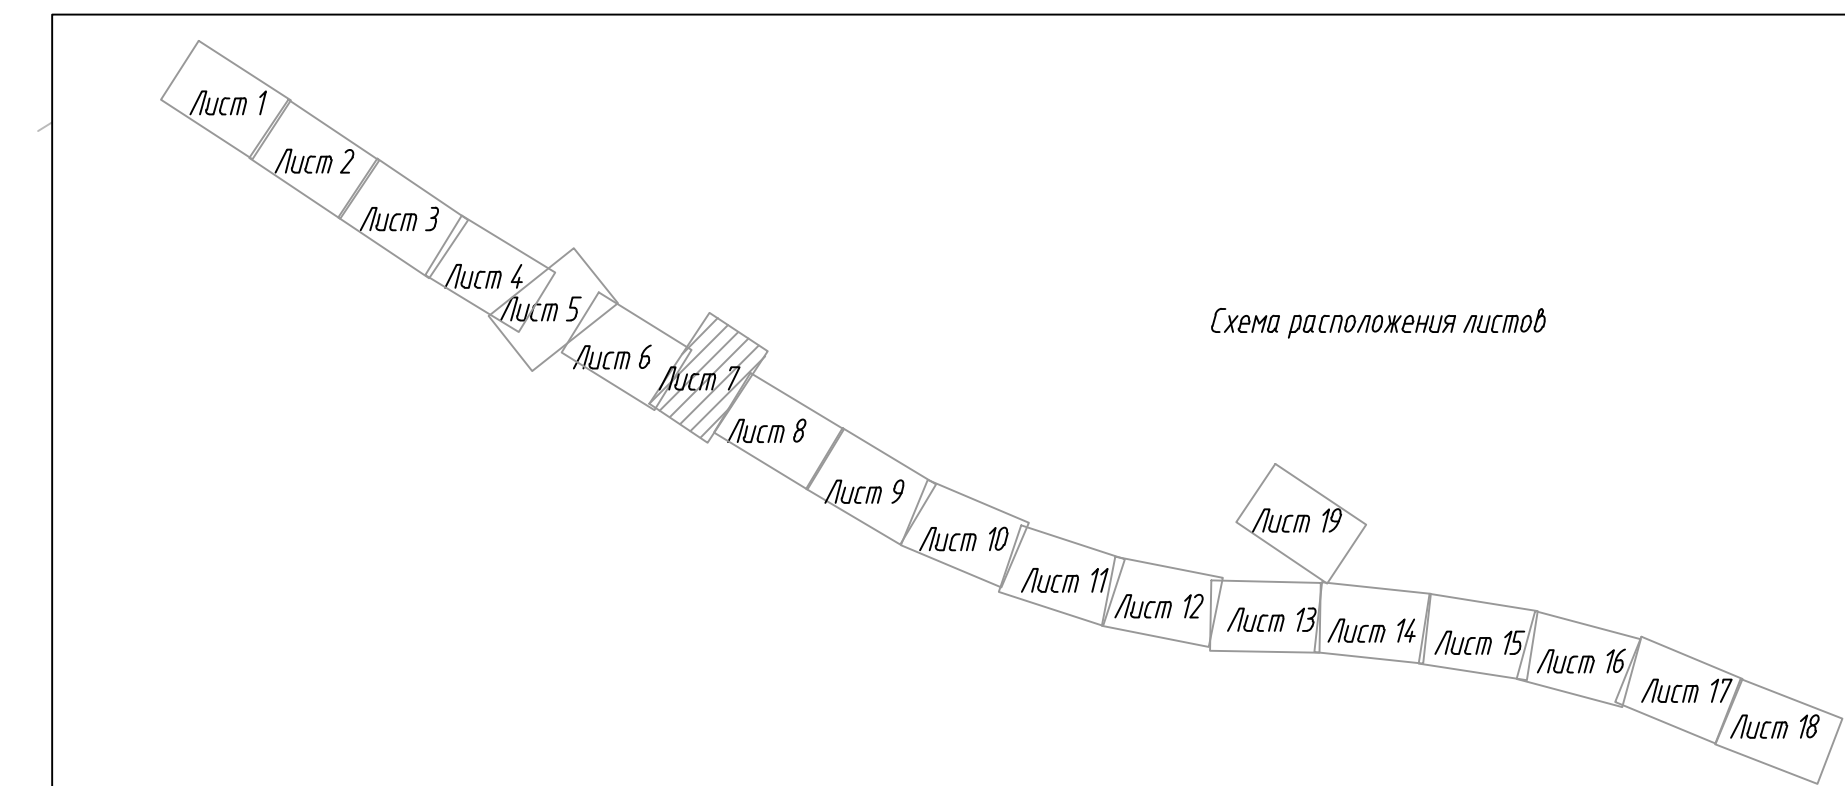 Лист 1
Лист 2
Лист 3
Лист 4
Лист 5
Лист 6
Лист 7
Лист 8
Лист 9
Лист 10
Лист 11
Лист 12
Лист 13
Лист 14
Лист 15
Лист 16
Лист 17
Лист 18
Лист 19
Схема расположения листов